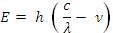 E = h ( c/λ − ν )